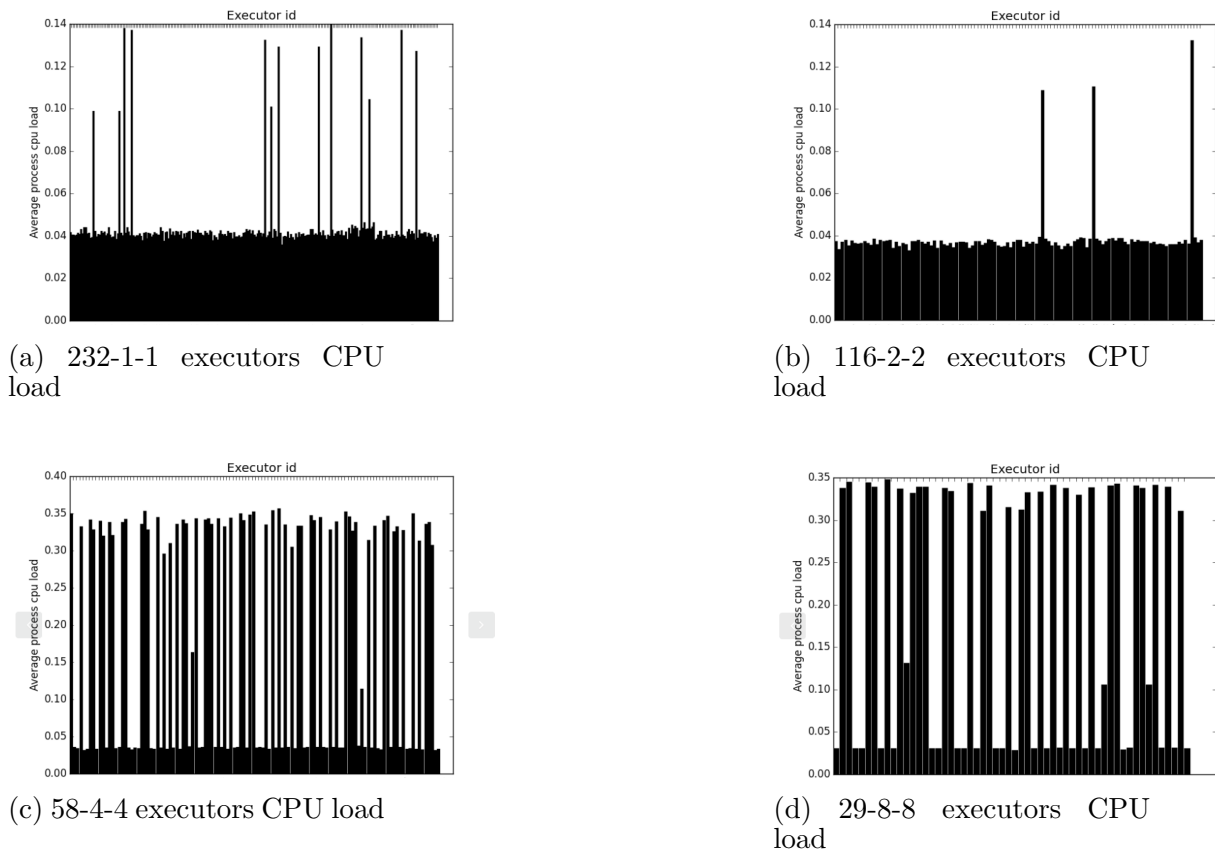 Executor id
0.14
0.12
0.10
0.08
0.06
0.04
0.02
0.00
Average process cpu load
(a) 232-1-1 executors CPU
load
Executor id
0.14
0.12
0.10
0.08
0.06
0.04
0.02
0.00
Average process cpu load
(b) 116-2-2 executors CPU
load
Executor id
0.40
0.35
0.30
0.25
0.20
0.15
0.10
0.05
0.00
Average process cpu load
(c) 58-4-4 executors CPU load
Executor id
0.35
0.30
0.25
0.20
0.15
0.10
0.05
0.00
Average process cpu load
(d) 29-8-8 executors CPU
load